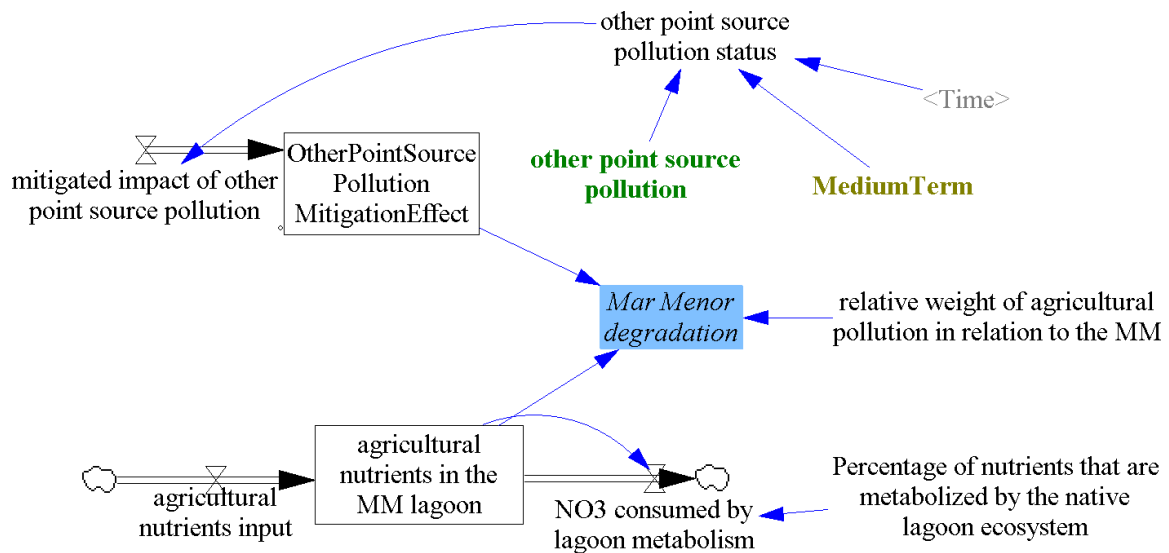 other point source
pollution status
<Time>
OtherPointSource
Pollution
MitigationEffect
mitigated impact of other
point source pollution
other point source
pollution
MediumTerm
Mar Menor
degradation
relative weight of agricultural
pollution in relation to the MM
agricultural
nutrients in the
MM lagoon
agricultural
nutrients input
NO3 consumed by
lagoon metabolism
Percentage of nutrients that are
metabolized by the native
lagoon ecosystem